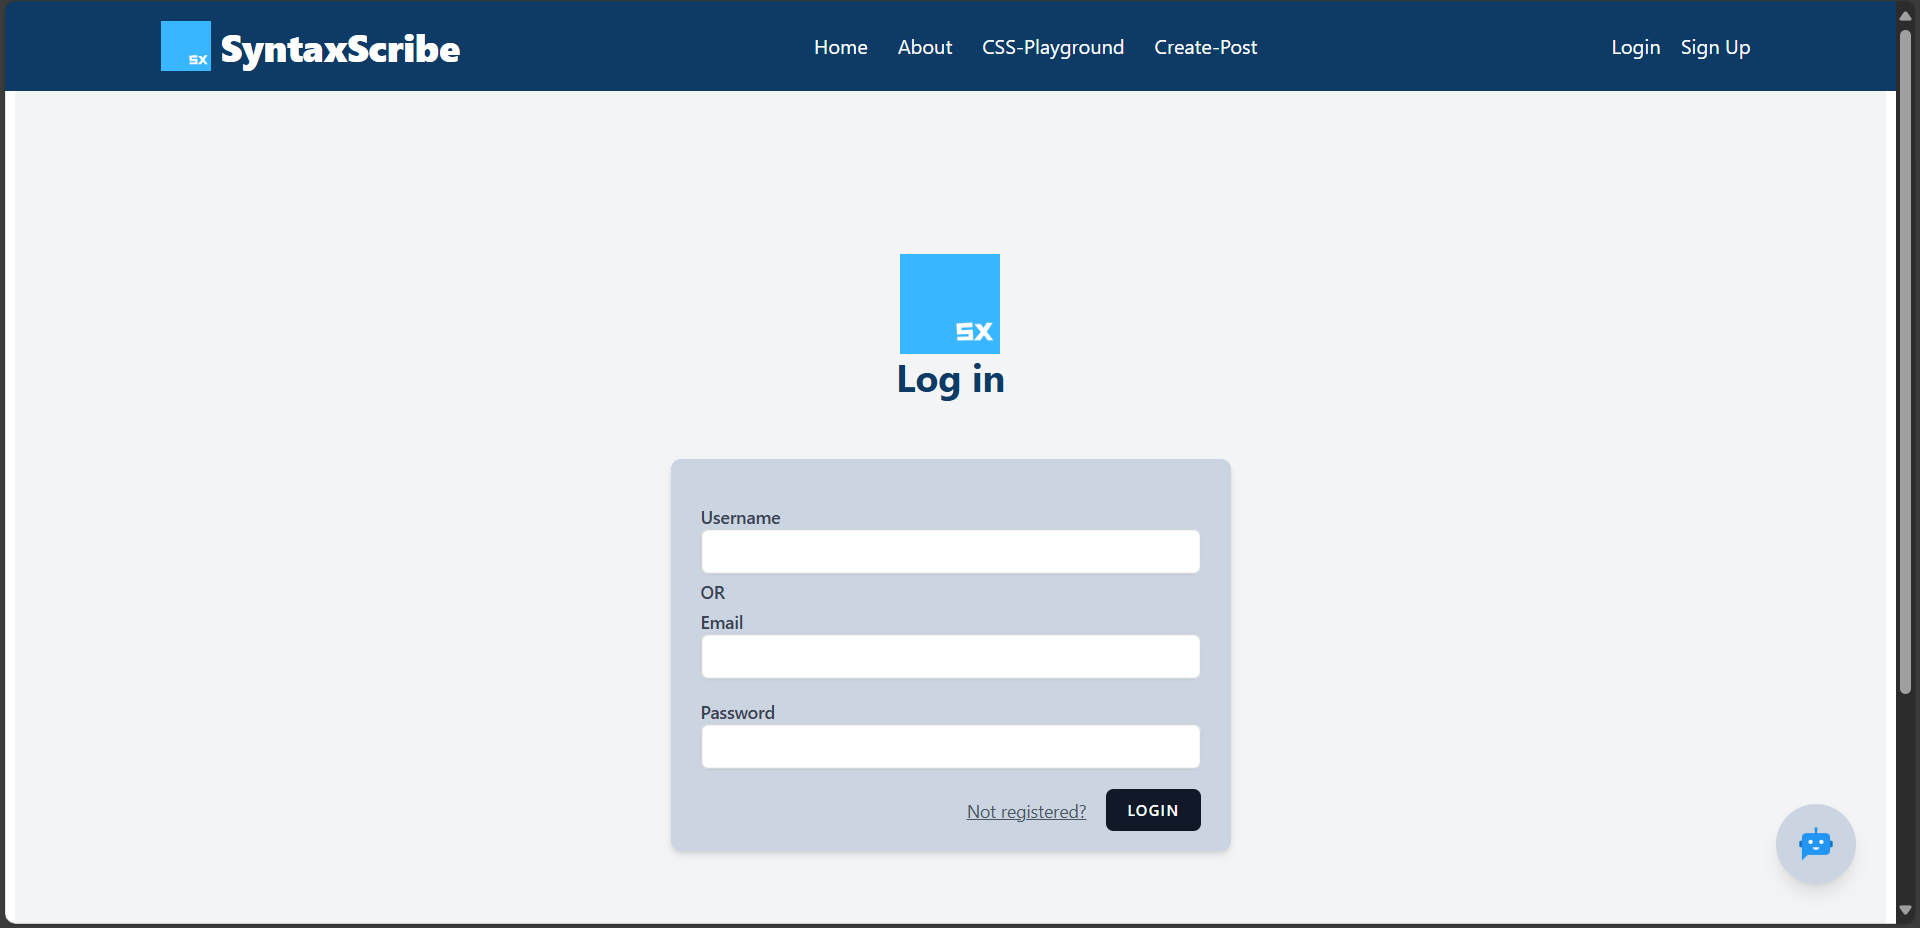 sx SyntaxScribe Home About CSS-Playground Create-Post Login Sign Up
sx
Log in
Username
OR
Email
Password
Not registered? LOGIN